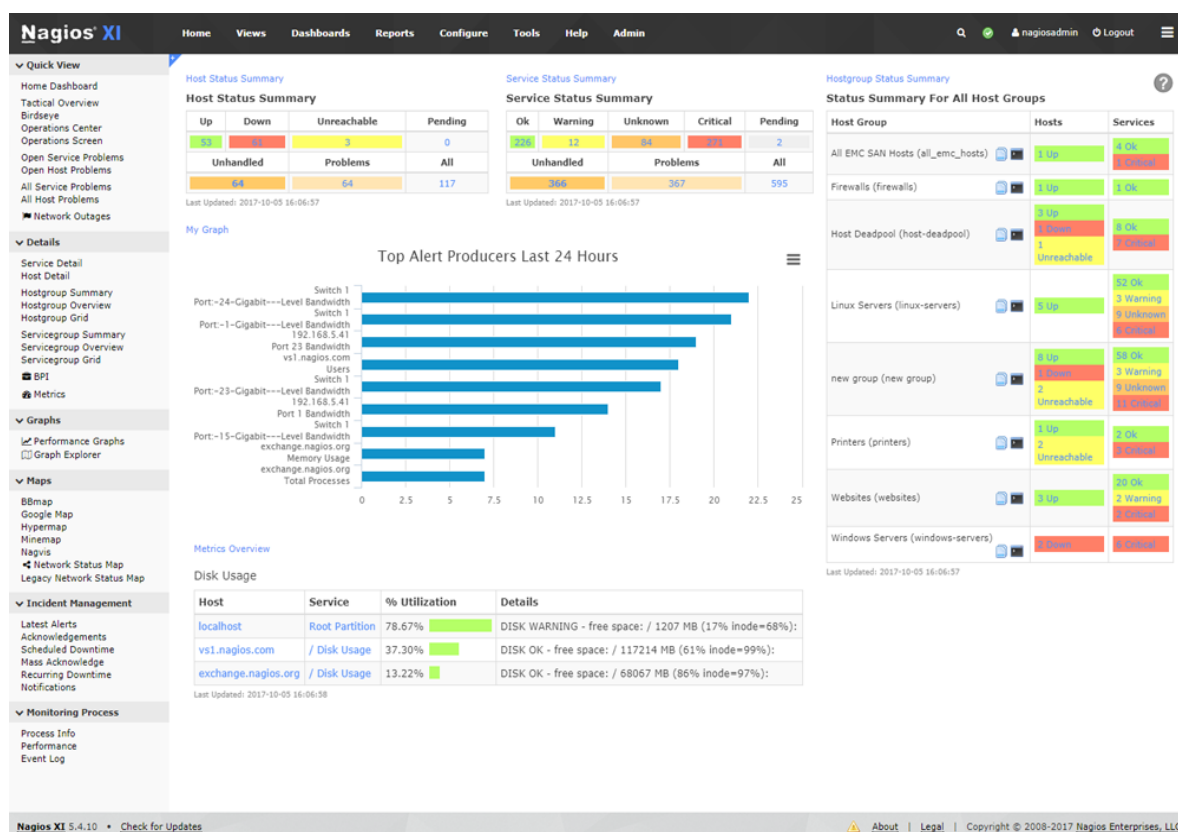 Nagios® XI
Home Views Dashboards Reports Configure Tools Help Admin
nagiosadmin Logout
Quick View
Home Dashboard
Tactical Overview
Birdseye
Operations Center
Operations Screen
Open Service Problems
Open Host Problems
All Service Problems
All Host Problems
Network Outages
Details
Service Detail
Host Detail
Hostgroup Summary
Hostgroup Overview
Hostgroup Grid
Servicegroup Summary
Servicegroup Overview
Servicegroup Grid
BPI
Metrics
Graphs
Performance Graphs
Graph Explorer
Maps
BBmap
Google Map
Hypermap
Minemap
Nagvis
Network Status Map
Legacy Network Status Map
Incident Management
Latest Alerts
Acknowledgements
Scheduled Downtime
Mass Acknowledge
Recurring Downtime
Notifications
Monitoring Process
Process Info
Performance
Event Log
Host Status Summary
Host Status Summary
Up Down Unreachable Pending
53 61 3 0
Unhandled Problems All
64 64 117
Last Updated: 2017-10-05 16:06:57
Service Status Summary
Service Status Summary
Ok Warning Unknown Critical Pending
226 12 84 271 2
Unhandled Problems All
366 367 595
Last Updated: 2017-10-05 16:06:57
My Graph
Top Alert Producers Last 24 Hours
Switch 1
Port:-24-Gigabit---Level Bandwidth
Switch 1
Port:-1-Gigabit---Level Bandwidth
192.168.5.41
Port 23 Bandwidth
vs1.nagios.com
Users
Switch 1
Port:-23-Gigabit---Level Bandwidth
192.168.5.41
Port 1 Bandwidth
Switch 1
Port:-15-Gigabit---Level Bandwidth
exchange.nagios.org
Memory Usage
exchange.nagios.org
Total Processes
0 2.5 5 7.5 10 12.5 15 17.5 20 22.5 25
Metrics Overview
Disk Usage
Host Service % Utilization Details
localhost Root Partition 78.67% DISK WARNING - free space: / 1207 MB (17% inode=68%):
vs1.nagios.com / Disk Usage 37.30% DISK OK - free space: / 117214 MB (61% inode=99%):
exchange.nagios.org / Disk Usage 13.22% DISK OK - free space: / 68067 MB (86% inode=97%):
Last Updated: 2017-10-05 16:06:58
Hostgroup Status Summary
?
Status Summary For All Host Groups
Host Group Hosts Services
All EMC SAN Hosts (all_emc_hosts) 1 Up 4 Ok
1 Critical
Firewalls (firewalls) 1 Up 1 Ok
Host Deadpool (host-deadpool) 3 Up 8 Ok
1 Down 7 Critical
1
Unreachable
Linux Servers (linux-servers) 5 Up 52 Ok
3 Warning
9 Unknown
6 Critical
new group (new group) 8 Up 58 Ok
1 Down 3 Warning
2 9 Unknown
Unreachable 11 Critical
Printers (printers) 1 Up 2 Ok
2 3 Critical
Unreachable
Websites (websites) 3 Up 20 Ok
2 Warning
2 Critical
Windows Servers (windows-servers) 2 Down 6 Critical
Last Updated: 2017-10-05 16:06:57
Nagios XI 5.4.10 • Check for Updates
About | Legal | Copyright © 2008-2017 Nagios Enterprises, LLC